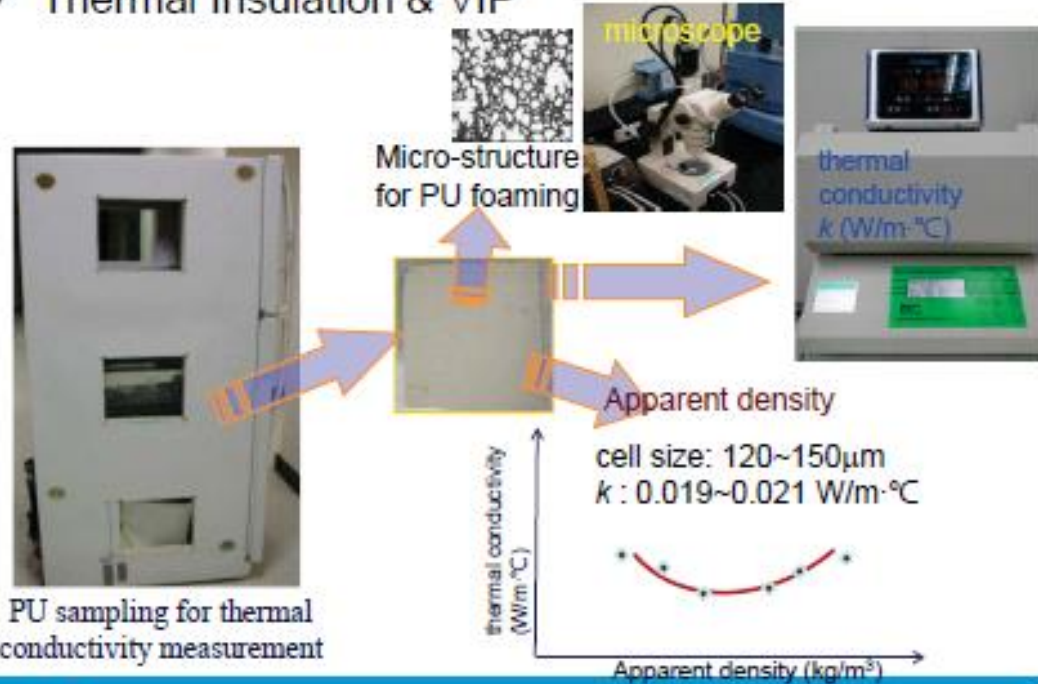 Thermal Insulation & VIP
microscope
Micro-structure
for PU foaming
thermal
conductivity
k (W/m·℃)
Apparent density
cell size: 120~150μm
k : 0.019~0.021 W/m·℃
thermal conductivity
(W/m·℃)
Apparent density (kg/m³)
PU sampling for thermal
conductivity measurement